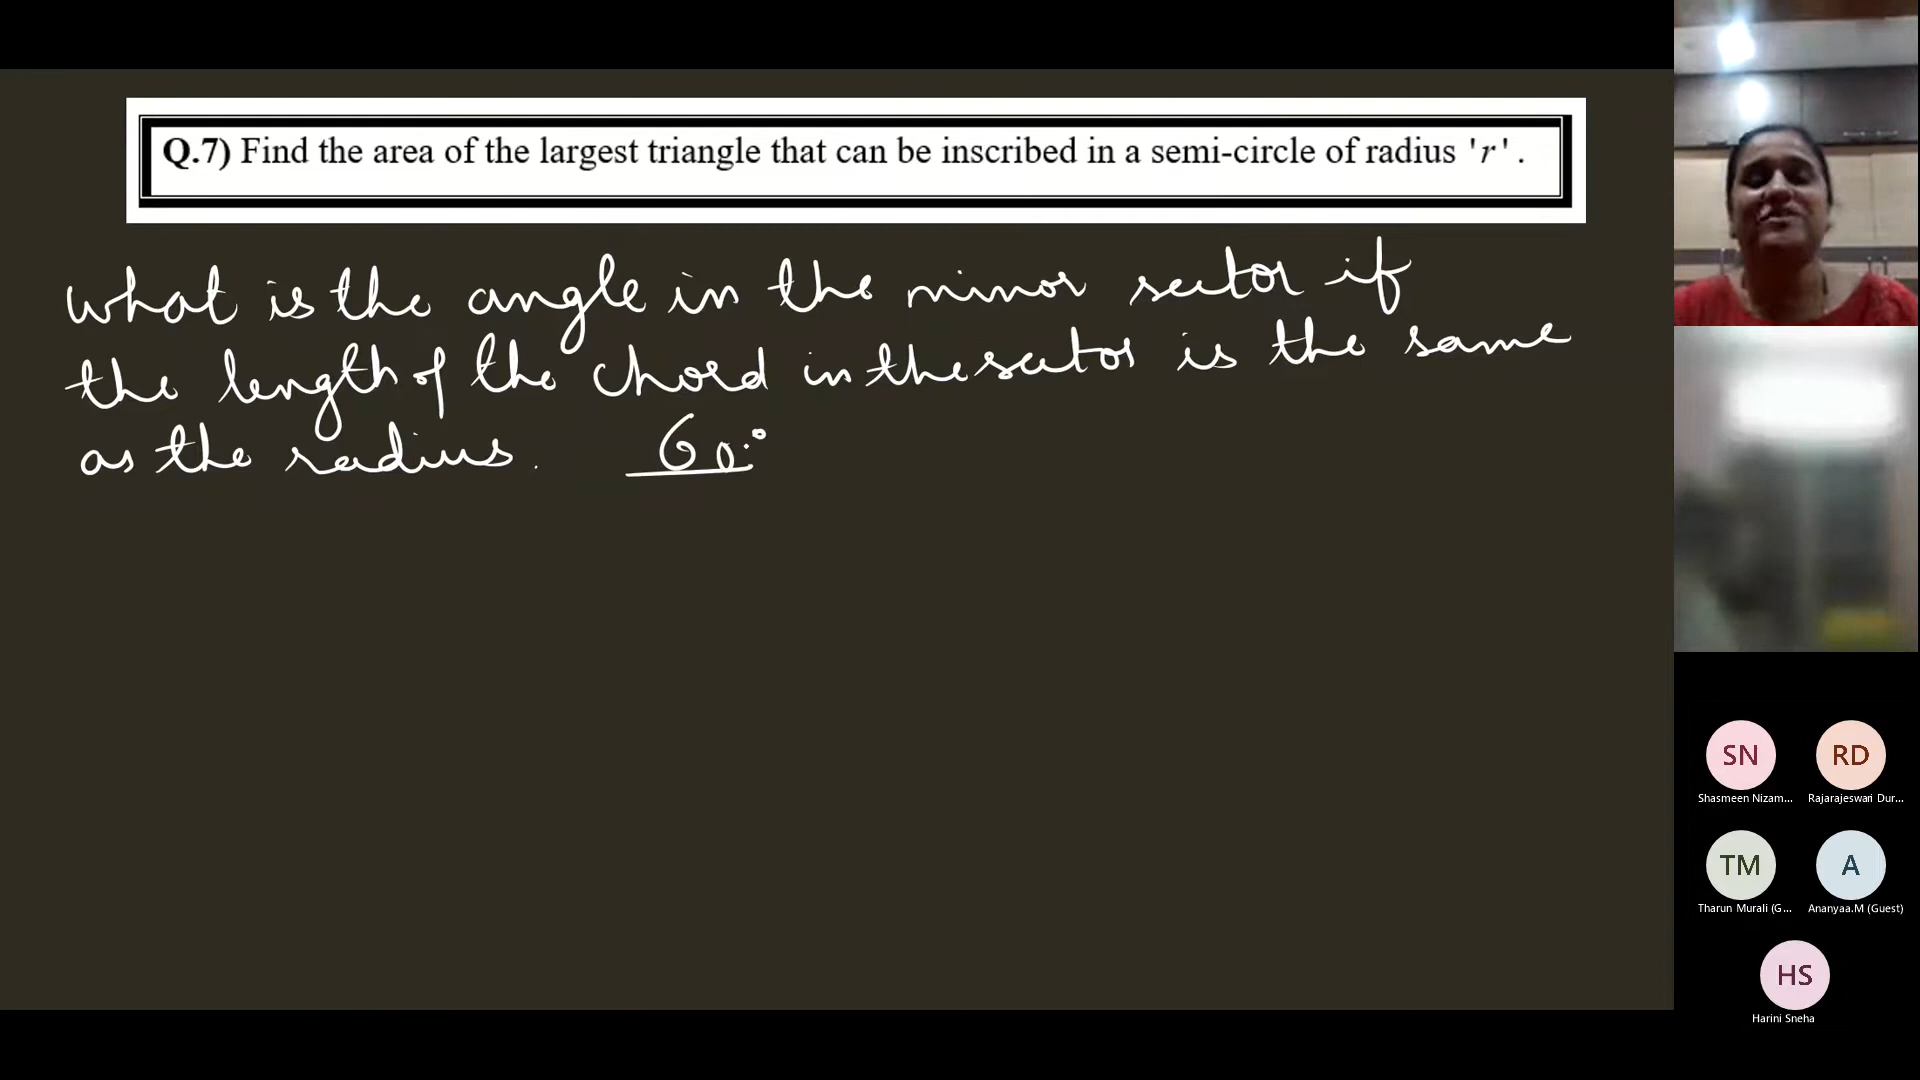 Q.7) Find the area of the largest triangle that can be inscribed in a semi-circle of radius 'r'.
what is the angle in the minor sector if
the length of the chord in the sector is the same
as the radius. 60°
SN
RD
Shasmeen Nizam...
Rajarajeswari Dur...
TM
A
Tharun Murali (G...
Ananyaa.M (Guest)
HS
Harini Sneha